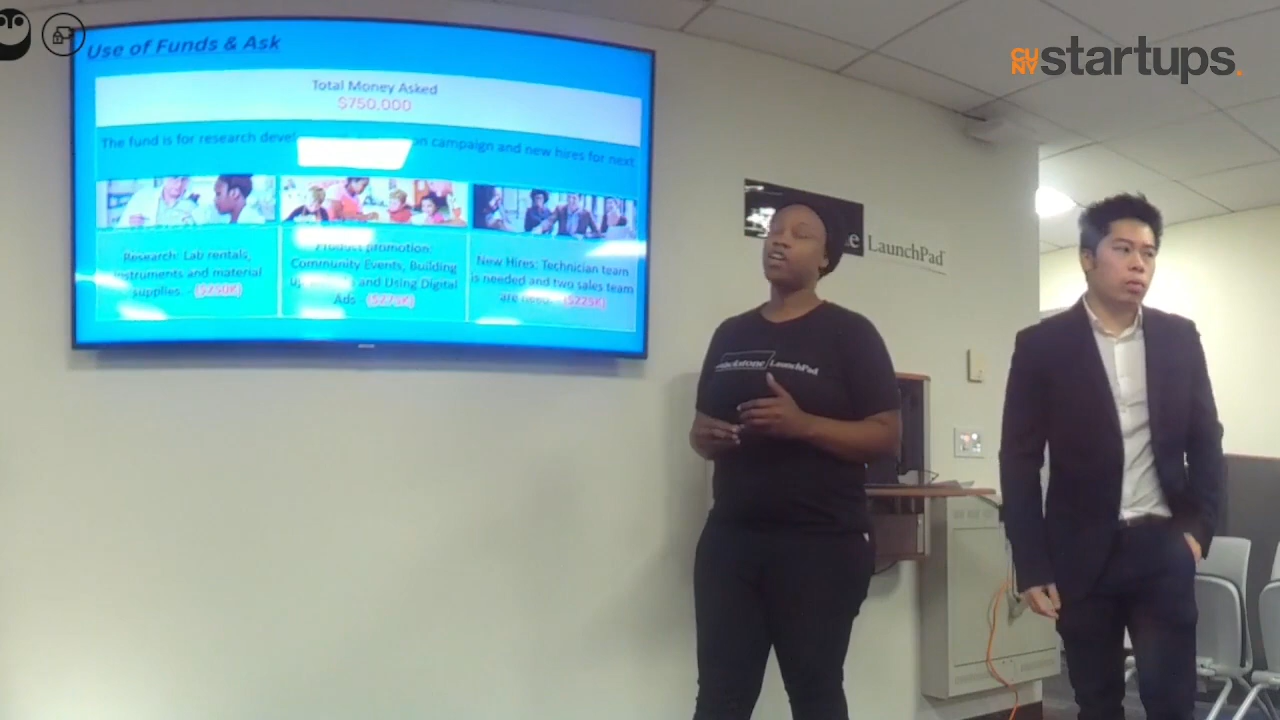 Use of Funds & Ask
CUNY startups.
Total Money Asked
$750,000
The fund is for research campaign and new hires for next
Research: Lab rentals,
instruments and material
supplies. -
Product promotion:
Community Events, Building
and Using Digital
Ads
New Hires: Technician team
is needed and two sales team
are ($225K)
LaunchPad
LaunchPad